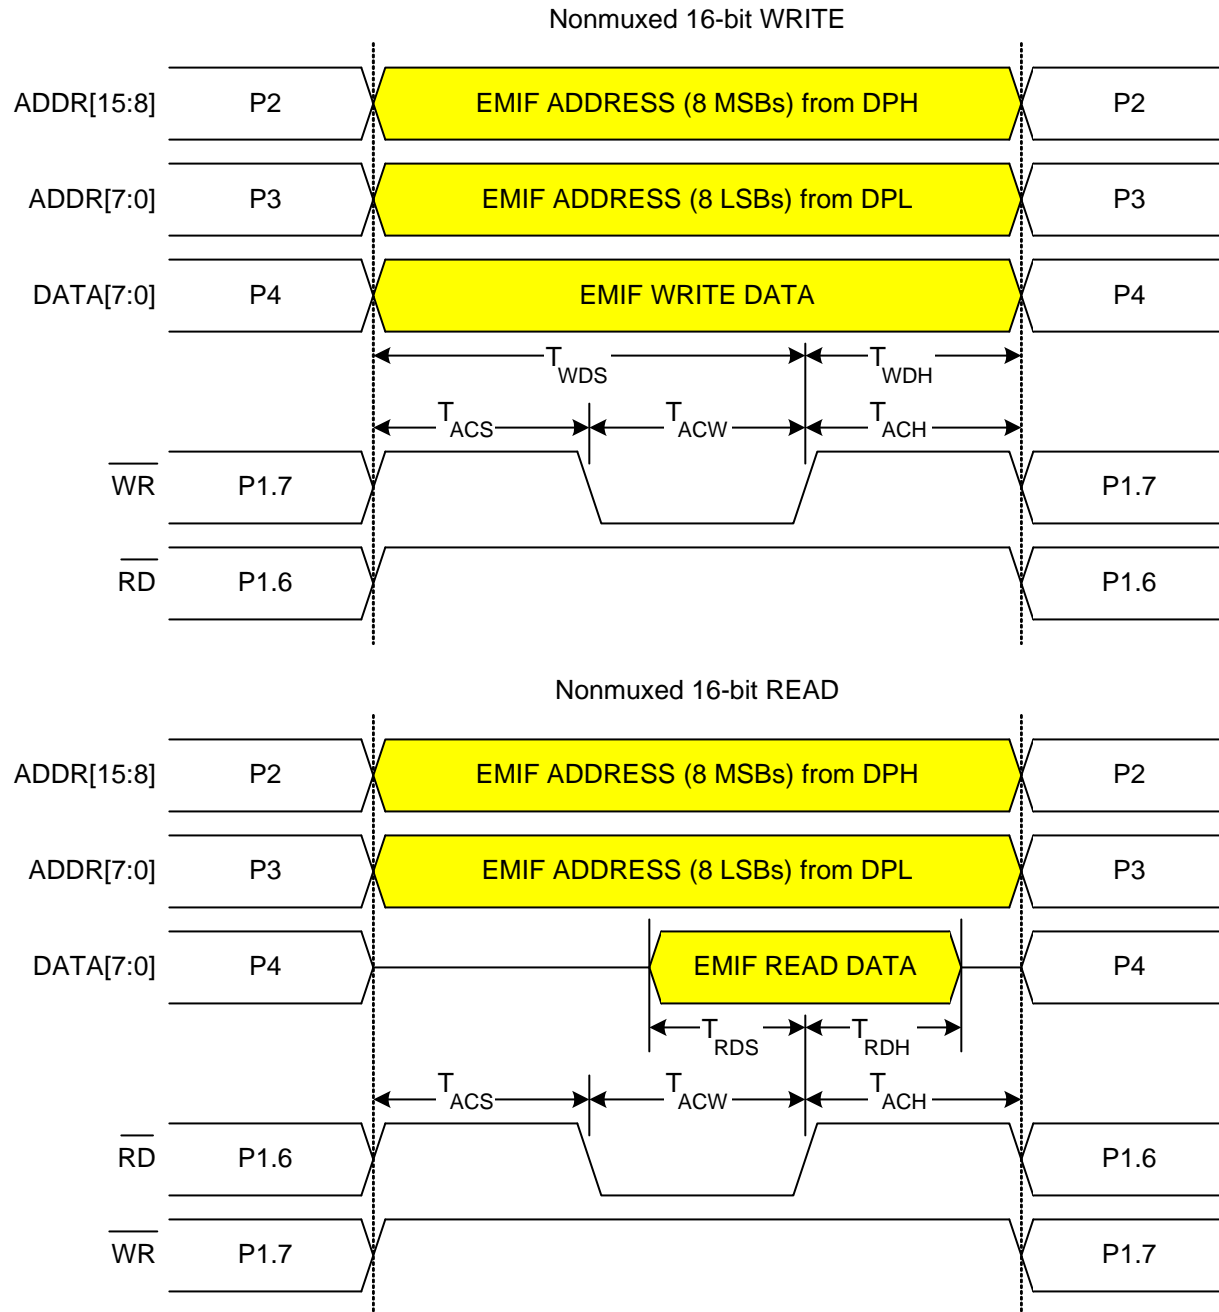 Nonmuxed 16-bit WRITE
ADDR[15:8] P2 EMIF ADDRESS (8 MSBs) from DPH P2
ADDR[7:0] P3 EMIF ADDRESS (8 LSBs) from DPL P3
DATA[7:0] P4 EMIF WRITE DATA P4
TWDS TWDH
TACS TACW TACH
WR P1.7 P1.7
RD P1.6 P1.6
Nonmuxed 16-bit READ
ADDR[15:8] P2 EMIF ADDRESS (8 MSBs) from DPH P2
ADDR[7:0] P3 EMIF ADDRESS (8 LSBs) from DPL P3
DATA[7:0] P4 EMIF READ DATA P4
TRDS TRDH
TACS TACW TACH
RD P1.6 P1.6
WR P1.7 P1.7